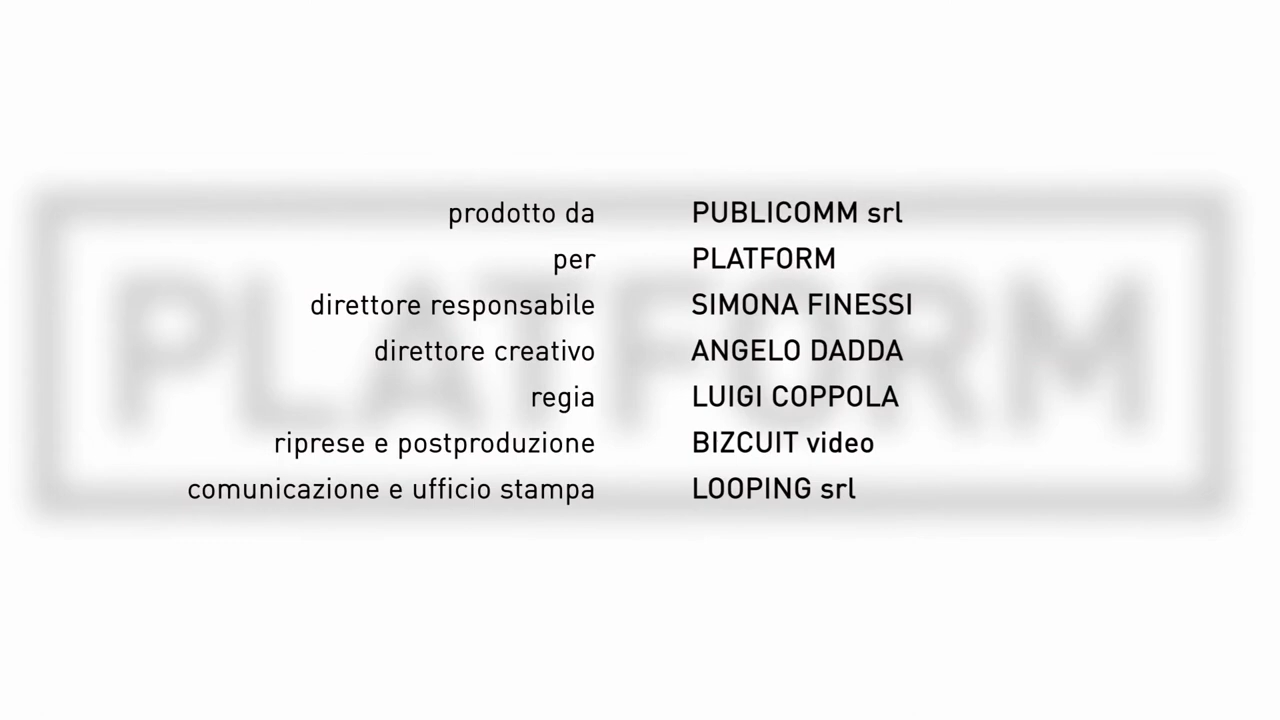 prodotto da PUBLICOMM srl
per PLATFORM
direttore responsabile SIMONA FINESSI
direttore creativo ANGELO DADDA
regia LUIGI COPPOLA
riprese e postproduzione BIZCUIT video
comunicazione e ufficio stampa LOOPING srl
PLATFORM